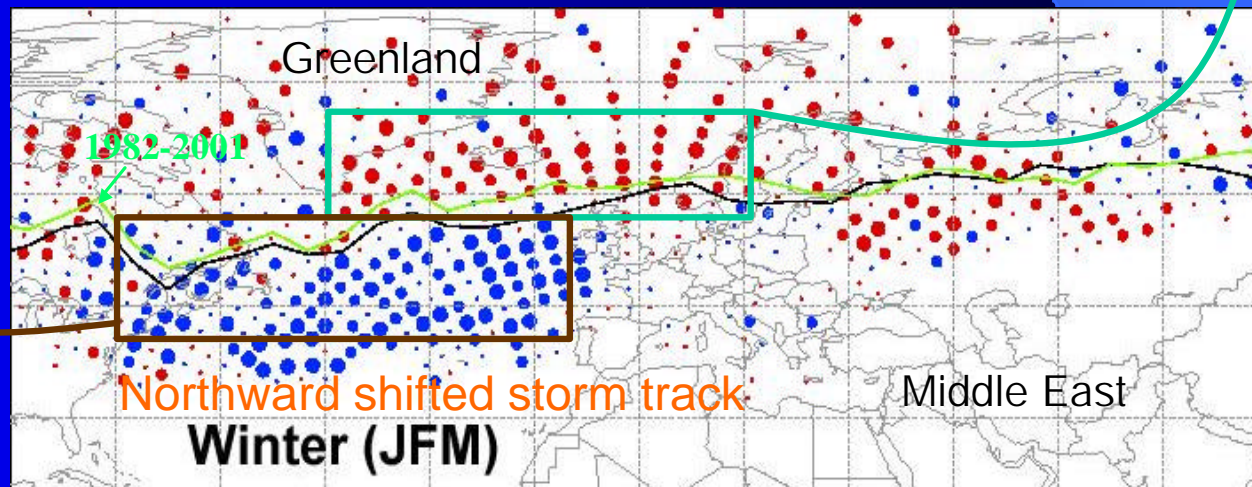 Greenland
1982-2001
Northward shifted storm track
Middle East
Winter (JFM)